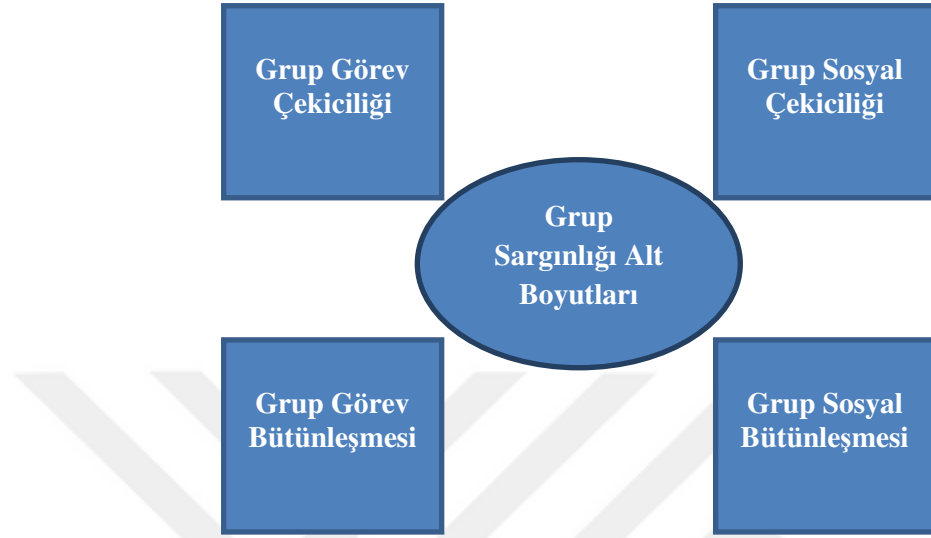 Grup Görev
Çekiciliği
Grup Sosyal
Çekiciliği
Grup
Sargınlığı Alt
Boyutları
Grup Görev
Bütünleşmesi
Grup Sosyal
Bütünleşmesi